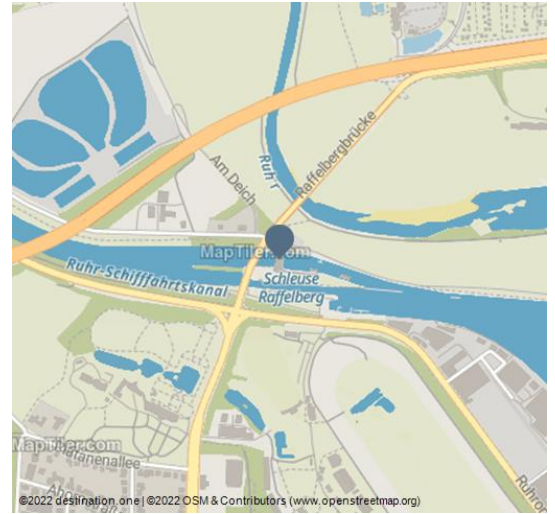 Ruhr
Raffelbergbrücke
Am Deich
MapTiler.com
Ruhr-Schifffahrtskanal
Schleuse
Raffelberg
MapTiler.com
Platanenallee
©2022 destination.one | ©2022 OSM & Contributors (www.openstreetmap.org)